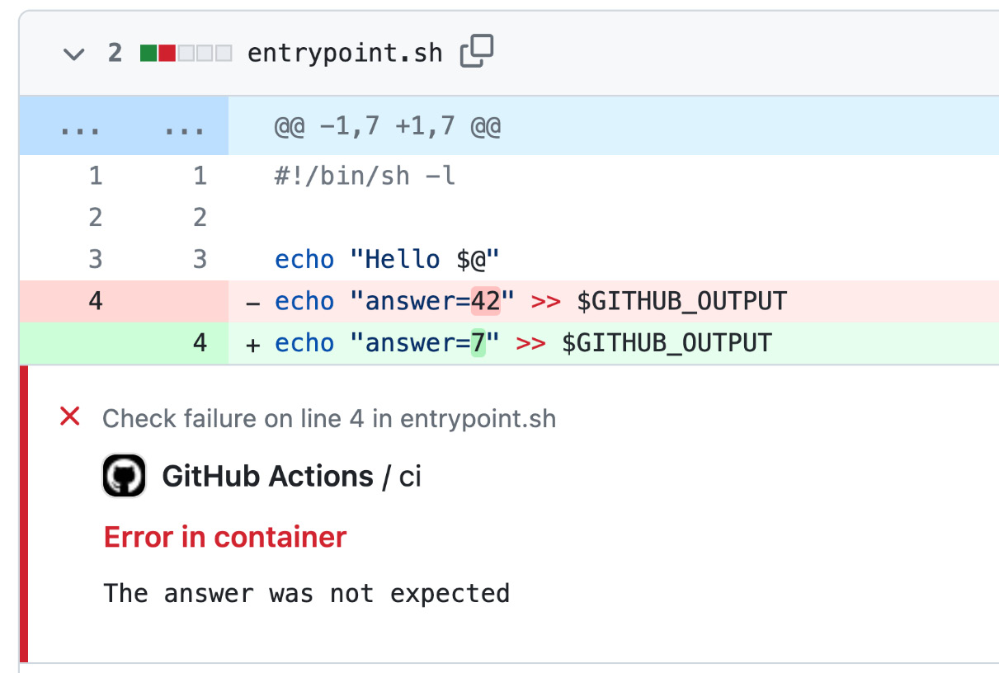 2 entrypoint.sh
... ... @@ -1,7 +1,7 @@
1 1 #!/bin/sh -l
2 2
3 3 echo "Hello $@"
4 - echo "answer=42" >> $GITHUB_OUTPUT
4 + echo "answer=7" >> $GITHUB_OUTPUT
Check failure on line 4 in entrypoint.sh
GitHub Actions / ci
Error in container
The answer was not expected